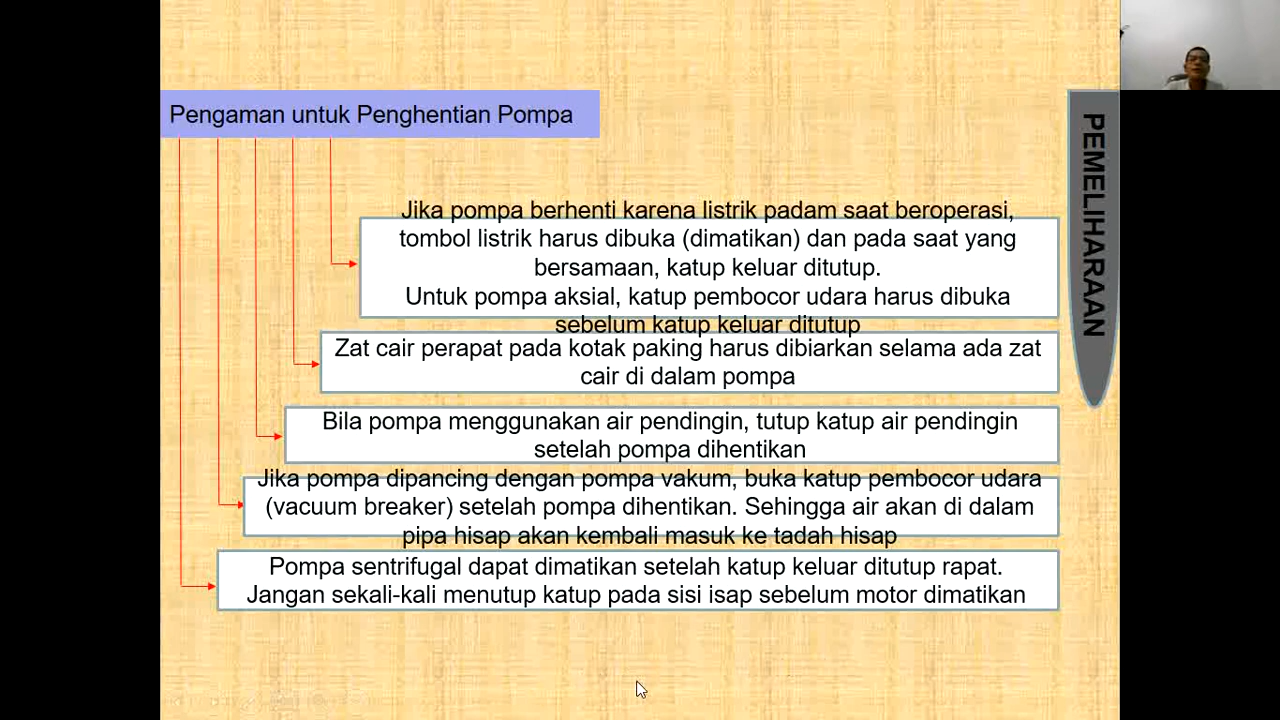 Pengaman untuk Penghentian Pompa
PEMELIHARAAN
Jika pompa berhenti karena listrik padam saat beroperasi,
tombol listrik harus dibuka (dimatikan) dan pada saat yang
bersamaan, katup keluar ditutup.
Untuk pompa aksial, katup pembocor udara harus dibuka
sebelum katup keluar ditutup
Zat cair perapat pada kotak paking harus dibiarkan selama ada zat
cair di dalam pompa
Bila pompa menggunakan air pendingin, tutup katup air pendingin
setelah pompa dihentikan
Jika pompa dipancing dengan pompa vakum, buka katup pembocor udara
(vacuum breaker) setelah pompa dihentikan. Sehingga air akan di dalam
pipa hisap akan kembali masuk ke tadah hisap
Pompa sentrifugal dapat dimatikan setelah katup keluar ditutup rapat.
Jangan sekali-kali menutup katup pada sisi isap sebelum motor dimatikan